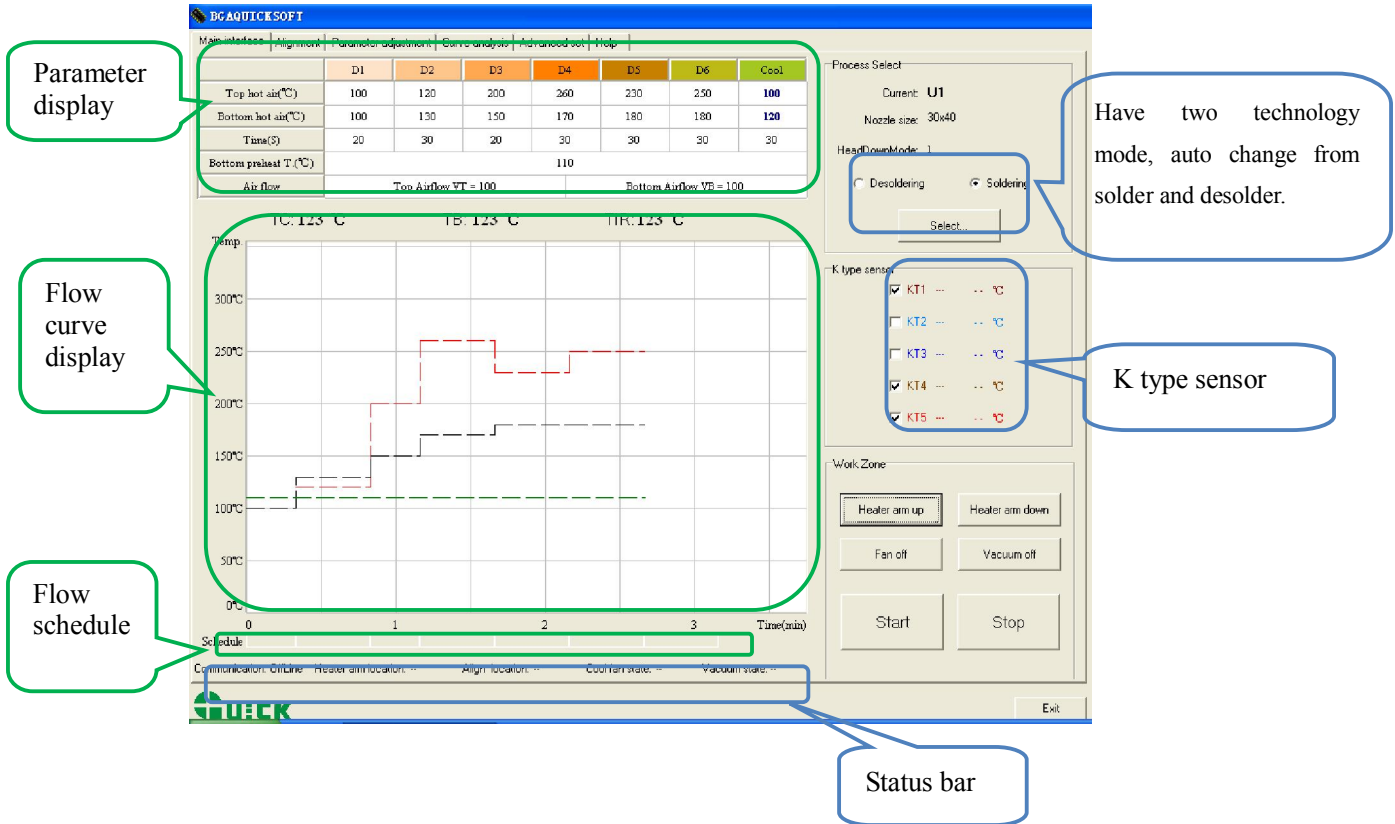 BGAQUICKSOFT
Main interface Alignment Parameter adjustment Curve analysis Advanced set Help
Parameter
display
D1 D2 D3 D4 D5 D6 Cool
Top hot air(℃) 100 120 200 260 230 250 100
Bottom hot air(℃) 100 130 150 170 180 180 120
Time(S) 20 30 20 30 30 30 30
Bottom preheat T.(℃) 110
Air flow Top Airflow VT = 100 Bottom Airflow VB = 100
Process Select
Current: U1
Nozzle size: 30x40
HeadDownMode: 1
Desoldering Soldering
Select...
Have two technology
mode, auto change from
solder and desolder.
TC:123 ℃ TB:123 ℃ TIR:123 ℃
Temp.
300℃
250℃
200℃
150℃
100℃
50℃
0℃
0 1 2 3 Time(min)
Flow
curve
display
K type sensor
KT1 --- -- ℃
KT2 --- -- ℃
KT3 --- -- ℃
KT4 --- -- ℃
KT5 --- -- ℃
K type sensor
Work Zone
Heater arm up Heater arm down
Fan off Vacuum off
Start Stop
Flow
schedule
Schedule
Communication: OffLine Heater arm location: -- Align location: -- Cool fan state: -- Vacuum state: --
QUICK
Exit
Status bar